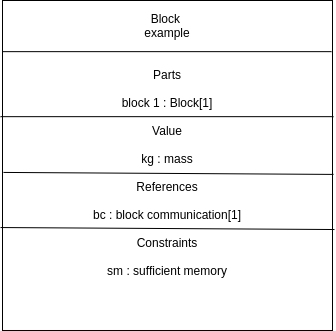 Block
example
Parts
block 1 : Block[1]
Value
kg : mass
References
bc : block communication[1]
Constraints
sm : sufficient memory